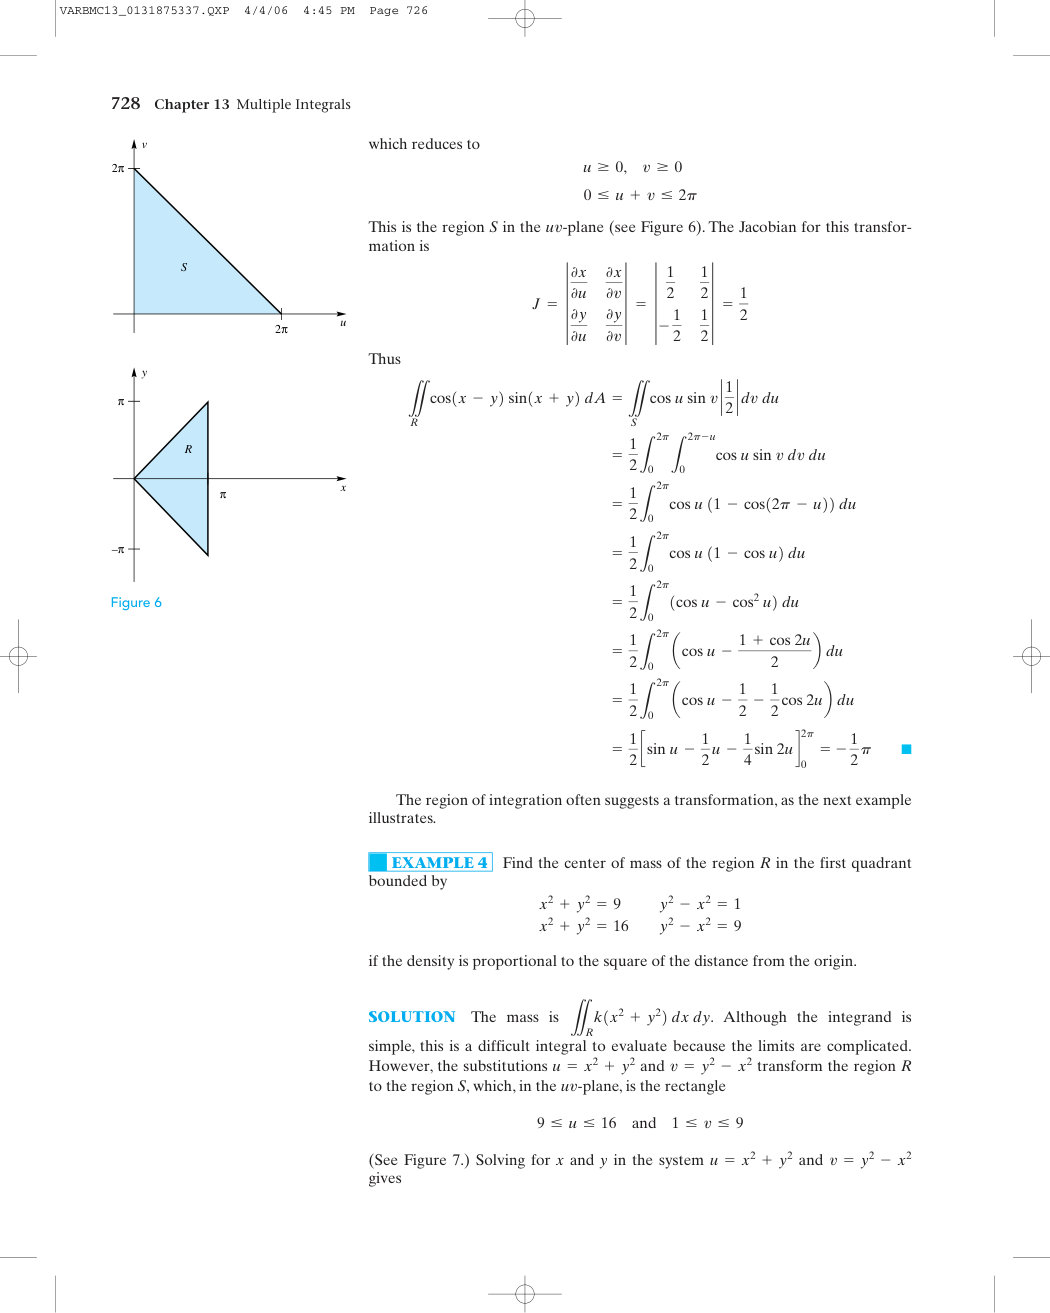 VARBMC13_0131875337.QXP 4/4/06 4:45 PM Page 726
728 Chapter 13 Multiple Integrals
v
2π
S
2π
u
y
π
R
π
x
–π
Figure 6
which reduces to
u ≥ 0, v ≥ 0
0 ≤ u + v ≤ 2π
This is the region S in the uv-plane (see Figure 6). The Jacobian for this transfor-
mation is
J = |∂x/∂u ∂x/∂v; ∂y/∂u ∂y/∂v| = |1/2 1/2; −1/2 1/2| = 1/2
Thus
∬_R cos(x − y) sin(x + y) dA = ∬_S cos u sin v |1/2| dv du
= 1/2 ∫_0^{2π} ∫_0^{2π−u} cos u sin v dv du
= 1/2 ∫_0^{2π} cos u (1 − cos(2π − u)) du
= 1/2 ∫_0^{2π} cos u (1 − cos u) du
= 1/2 ∫_0^{2π} (cos u − cos² u) du
= 1/2 ∫_0^{2π} (cos u − (1 + cos 2u)/2) du
= 1/2 ∫_0^{2π} (cos u − 1/2 − 1/2 cos 2u) du
= 1/2 [sin u − 1/2 u − 1/4 sin 2u]_0^{2π} = −1/2 π
The region of integration often suggests a transformation, as the next example
illustrates.
EXAMPLE 4 Find the center of mass of the region R in the first quadrant
bounded by
x² + y² = 9 y² − x² = 1
x² + y² = 16 y² − x² = 9
if the density is proportional to the square of the distance from the origin.
SOLUTION The mass is ∬_R k(x² + y²) dx dy. Although the integrand is
simple, this is a difficult integral to evaluate because the limits are complicated.
However, the substitutions u = x² + y² and v = y² − x² transform the region R
to the region S, which, in the uv-plane, is the rectangle
9 ≤ u ≤ 16 and 1 ≤ v ≤ 9
(See Figure 7.) Solving for x and y in the system u = x² + y² and v = y² − x²
gives